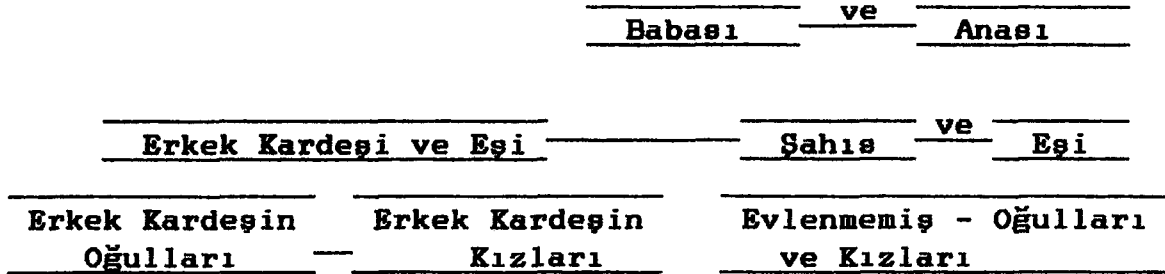 Babası ve Anası
Erkek Kardeşi ve Eşi Şahıs ve Eşi
Erkek Kardeşin Erkek Kardeşin Evlenmemiş - Oğulları
Oğulları Kızları ve Kızları